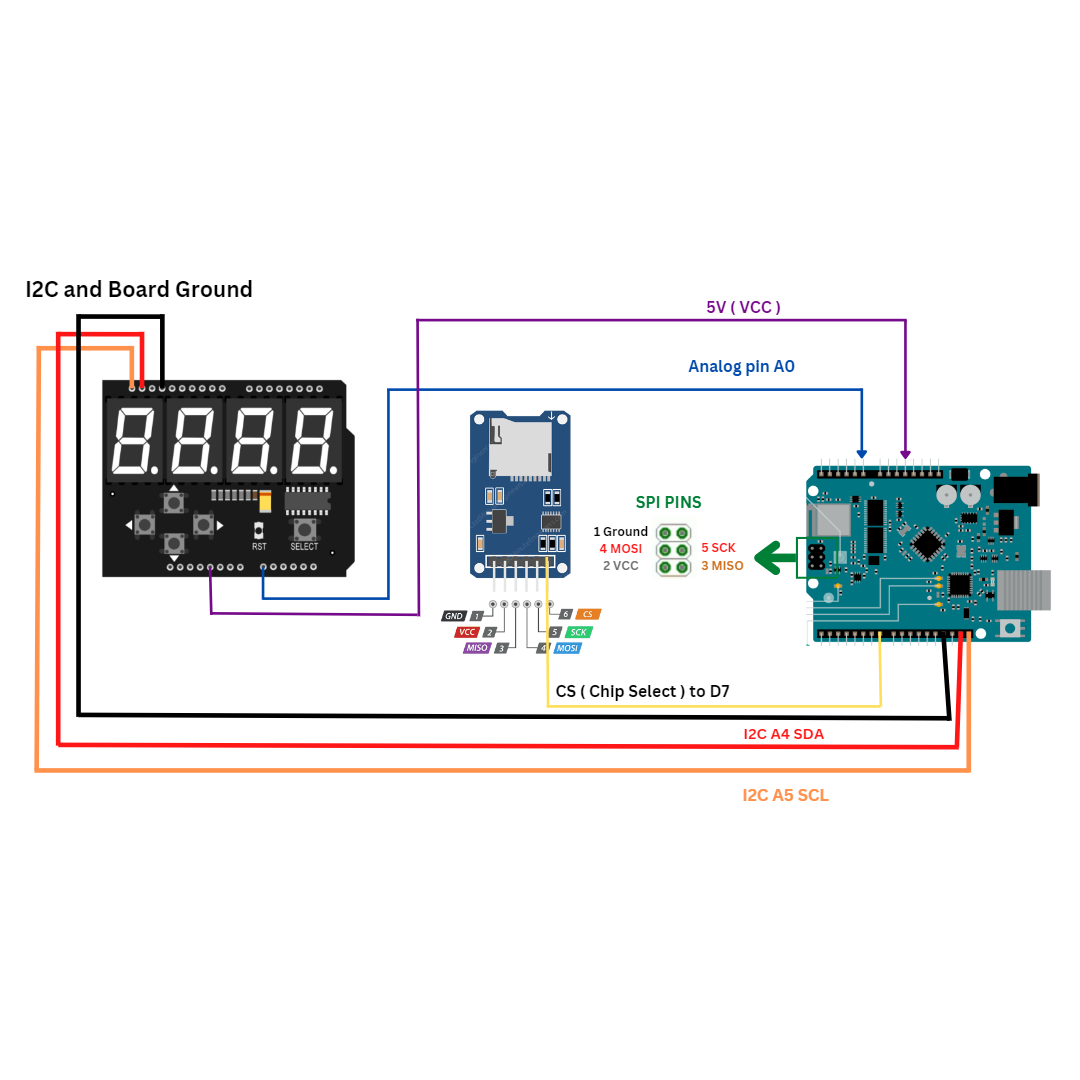 I2C and Board Ground
5V ( VCC )
Analog pin A0
RST
SELECT
SPI PINS
1 Ground
4 MOSI
5 SCK
2 VCC
3 MISO
GND 1
6 CS
VCC 2
5 SCK
MISO 3
4 MOSI
CS ( Chip Select ) to D7
I2C A4 SDA
I2C A5 SCL